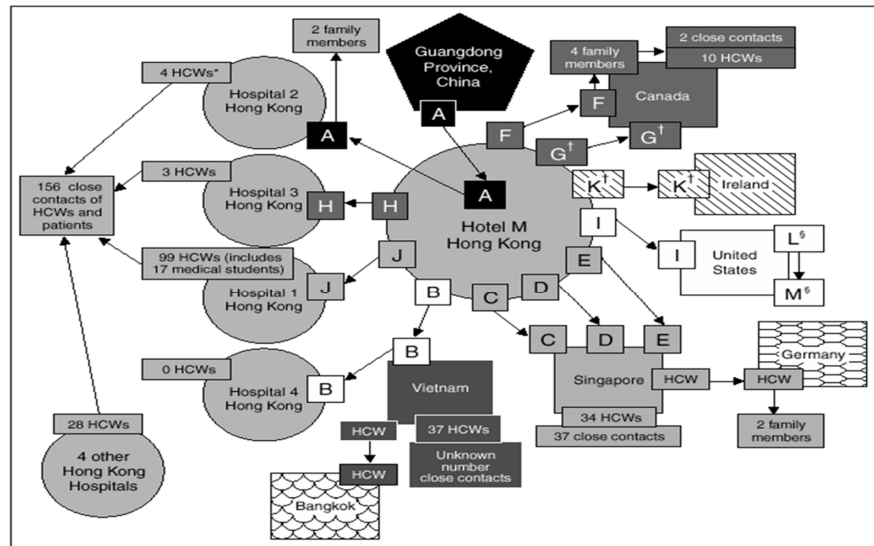 2 family
members
Guangdong
Province,
China
A
2 close contacts
10 HCWs
4 family
members
F
Canada
G†
4 HCWs*
Hospital 2
Hong Kong
A
F
G†
K†
K†
Ireland
3 HCWs
Hospital 3
Hong Kong
H
H
A
Hotel M
Hong Kong
I
I
United
States
L§
M§
156 close
contacts of
HCWs and
patients
99 HCWs (includes
17 medical students)
Hospital 1
Hong Kong
J
J
B
C
D
E
0 HCWs
Hospital 4
Hong Kong
B
B
Vietnam
HCW
37 HCWs
Unknown
number
close contacts
HCW
Bangkok
C
D
E
Singapore
HCW
34 HCWs
37 close contacts
Germany
HCW
2 family
members
28 HCWs
4 other
Hong Kong
Hospitals